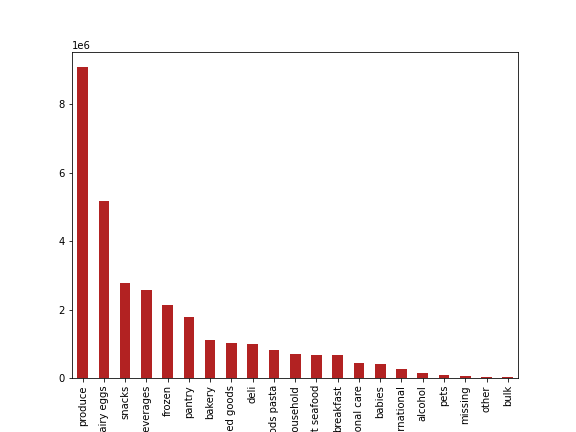 1e6
8
6
4
2
0
produce
airy eggs
snacks
everages
frozen
pantry
bakery
ed goods
deli
ods pasta
ousehold
t seafood
breakfast
onal care
babies
rnational
alcohol
pets
missing
other
bulk